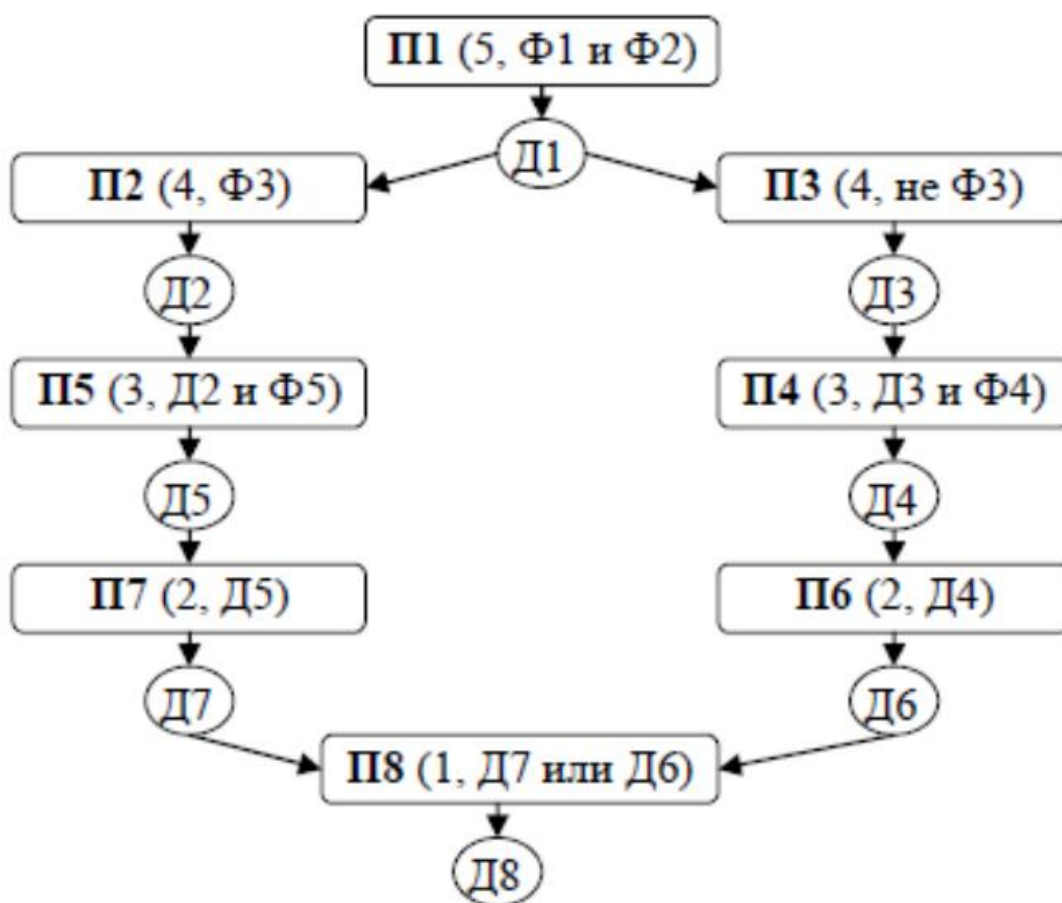 П1 (5, Ф1 и Ф2)
Д1
П2 (4, Ф3)
П3 (4, не Ф3)
Д2
Д3
П5 (3, Д2 и Ф5)
П4 (3, Д3 и Ф4)
Д5
Д4
П7 (2, Д5)
П6 (2, Д4)
Д7
Д6
П8 (1, Д7 или Д6)
Д8